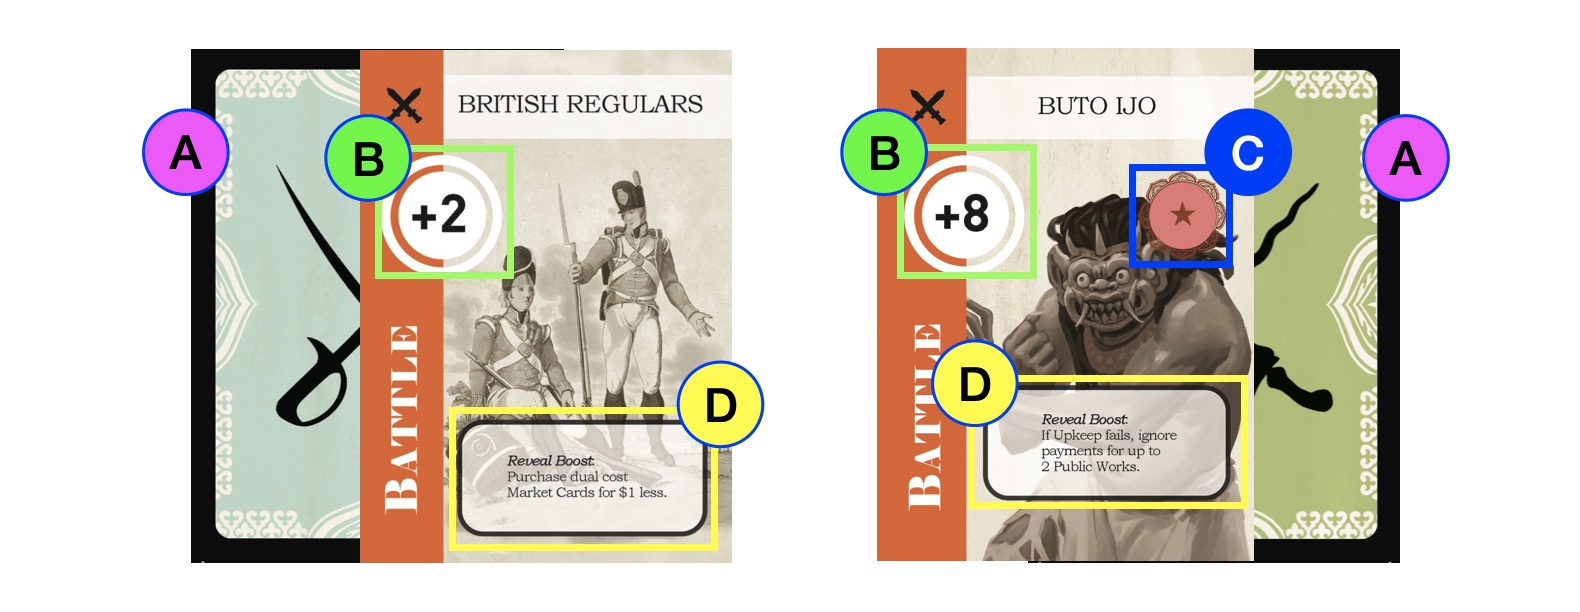 A
B
+2
BATTLE
BRITISH REGULARS
D
Reveal Boost:
Purchase dual cost
Market Cards for $1 less.
B
+8
BATTLE
BUTO IJO
C
A
D
Reveal Boost:
If Upkeep fails, ignore
payments for up to
2 Public Works.